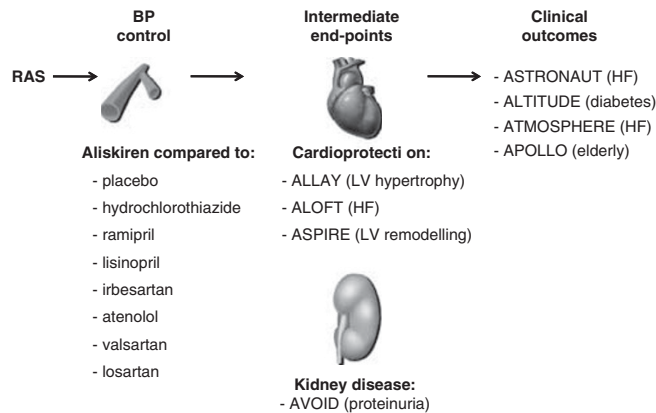 BP
control
Intermediate
end-points
Clinical
outcomes
RAS
Aliskiren compared to:
- placebo
- hydrochlorothiazide
- ramipril
- lisinopril
- irbesartan
- atenolol
- valsartan
- losartan
Cardioprotecti on:
- ALLAY (LV hypertrophy)
- ALOFT (HF)
- ASPIRE (LV remodelling)
Kidney disease:
- AVOID (proteinuria)
- ASTRONAUT (HF)
- ALTITUDE (diabetes)
- ATMOSPHERE (HF)
- APOLLO (elderly)